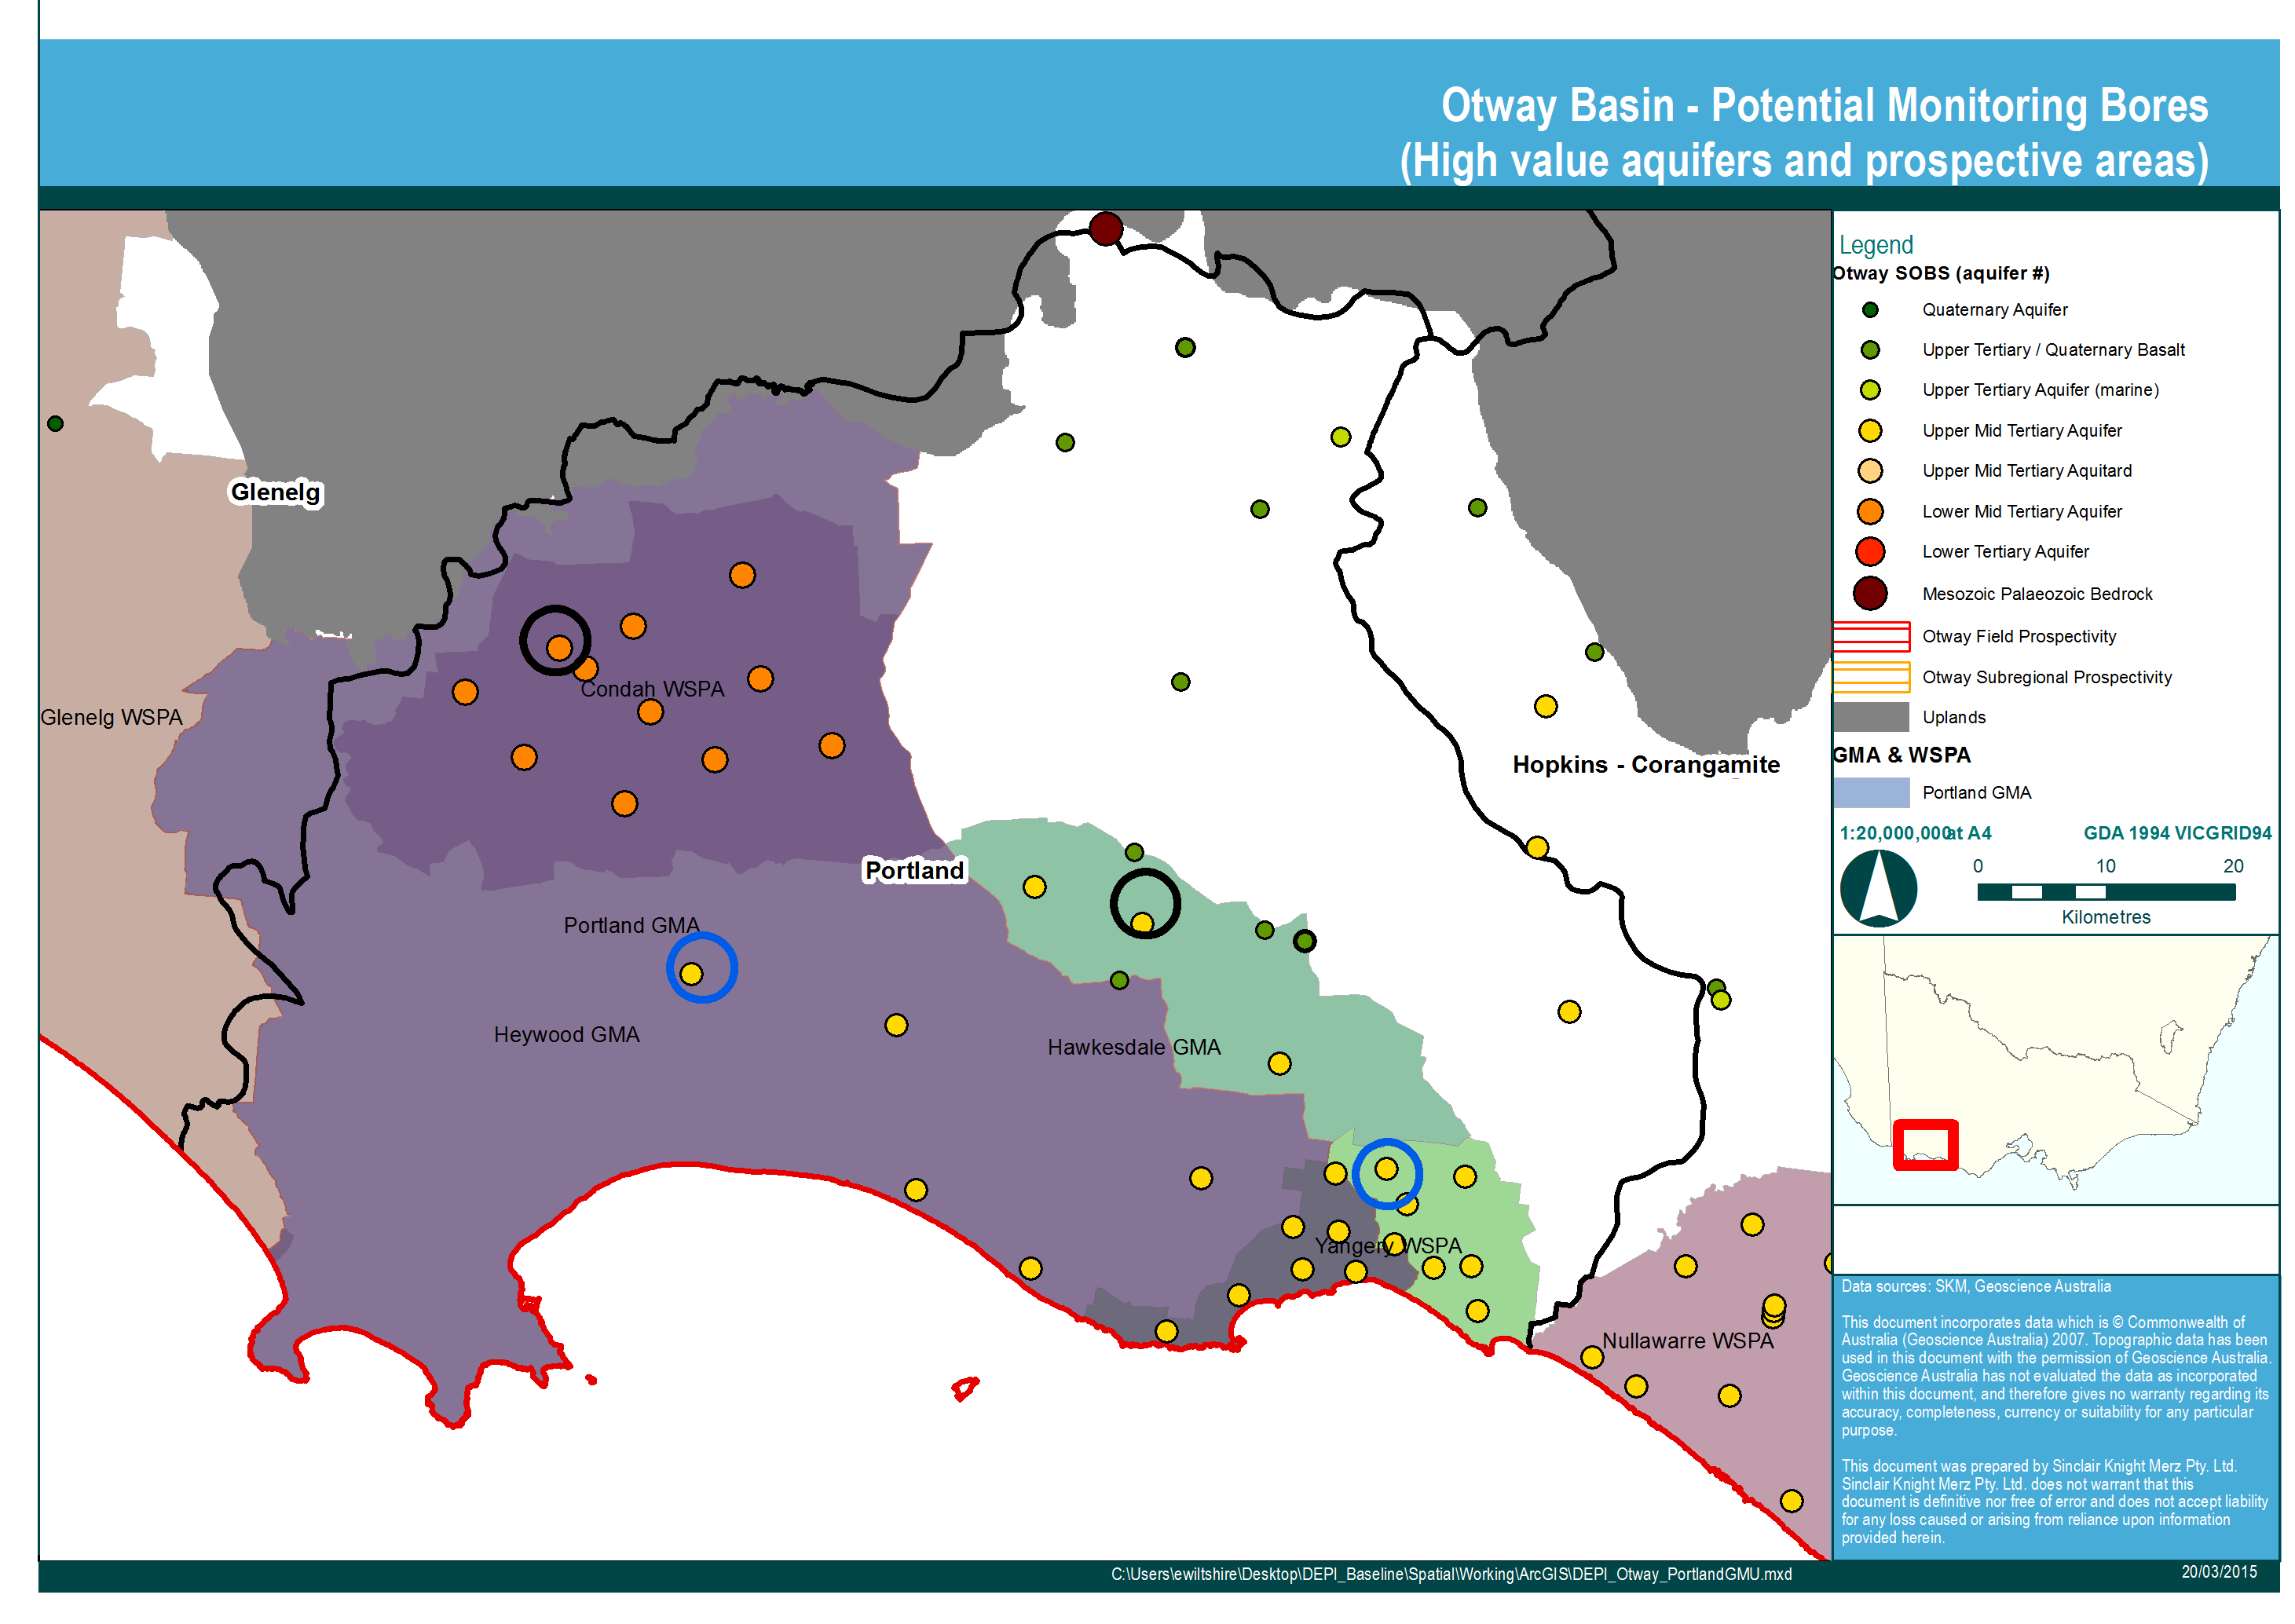 Otway Basin - Potential Monitoring Bores
(High value aquifers and prospective areas)
Glenelg
Glenelg WSPA
Condah WSPA
Hopkins - Corangamite
Portland
Portland GMA
Heywood GMA
Hawkesdale GMA
Yangery WSPA
Nullawarre WSPA
Legend
Otway SOBS (aquifer #)
Quaternary Aquifer
Upper Tertiary / Quaternary Basalt
Upper Tertiary Aquifer (marine)
Upper Mid Tertiary Aquifer
Upper Mid Tertiary Aquitard
Lower Mid Tertiary Aquifer
Lower Tertiary Aquifer
Mesozoic Palaeozoic Bedrock
Otway Field Prospectivity
Otway Subregional Prospectivity
Uplands
GMA & WSPA
Portland GMA
1:20,000,000at A4 GDA 1994 VICGRID94
0 10 20
Kilometres
Data sources: SKM, Geoscience Australia
This document incorporates data which is © Commonwealth of
Australia (Geoscience Australia) 2007. Topographic data has been
used in this document with the permission of Geoscience Australia.
Geoscience Australia has not evaluated the data as incorporated
within this document, and therefore gives no warranty regarding its
accuracy, completeness, currency or suitability for any particular
purpose.
This document was prepared by Sinclair Knight Merz Pty. Ltd.
Sinclair Knight Merz Pty. Ltd. does not warrant that this
document is definitive nor free of error and does not accept liability
for any loss caused or arising from reliance upon information
provided herein.
C:\Users\ewiltshire\Desktop\DEPI_Baseline\Spatial\Working\ArcGIS\DEPI_Otway_PortlandGMU.mxd
20/03/2015